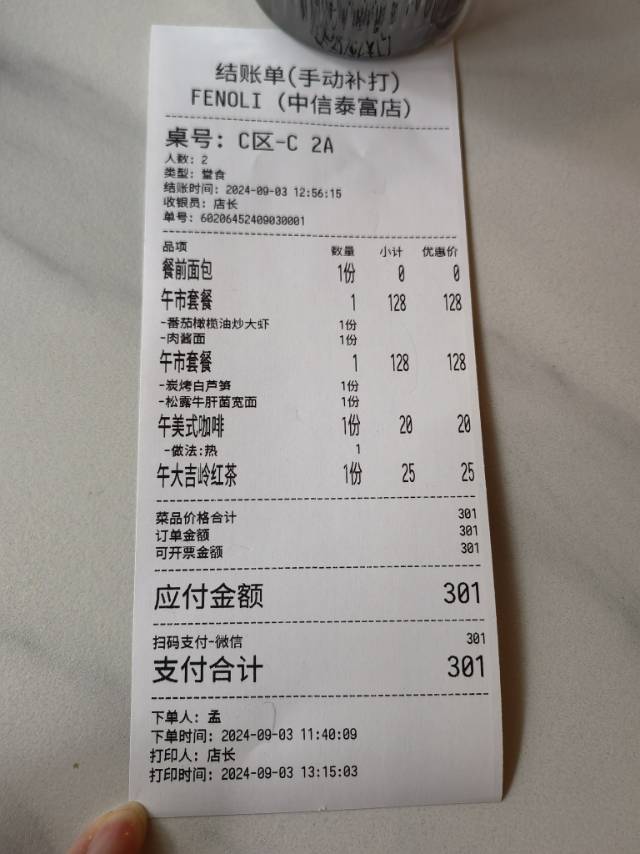 结账单(手动补打)
FENOLI (中信泰富店)
桌号: C区-C 2A
人数: 2
类型: 堂食
结账时间: 2024-09-03 12:56:15
收银员: 店长
单号: 60206452409030001
品项 数量 小计 优惠价
餐前面包 1份 0 0
午市套餐 1 128 128
-番茄橄榄油炒大虾 1份
-肉酱面 1份
午市套餐 1 128 128
-炭烤白芦笋 1份
-松露牛肝菌宽面 1份
午美式咖啡 1份 20 20
-做法:热 1
午大吉岭红茶 1份 25 25
菜品价格合计 301
订单金额 301
可开票金额 301
应付金额 301
扫码支付-微信 301
支付合计 301
下单人: 孟
下单时间: 2024-09-03 11:40:09
打印人: 店长
打印时间: 2024-09-03 13:15:03